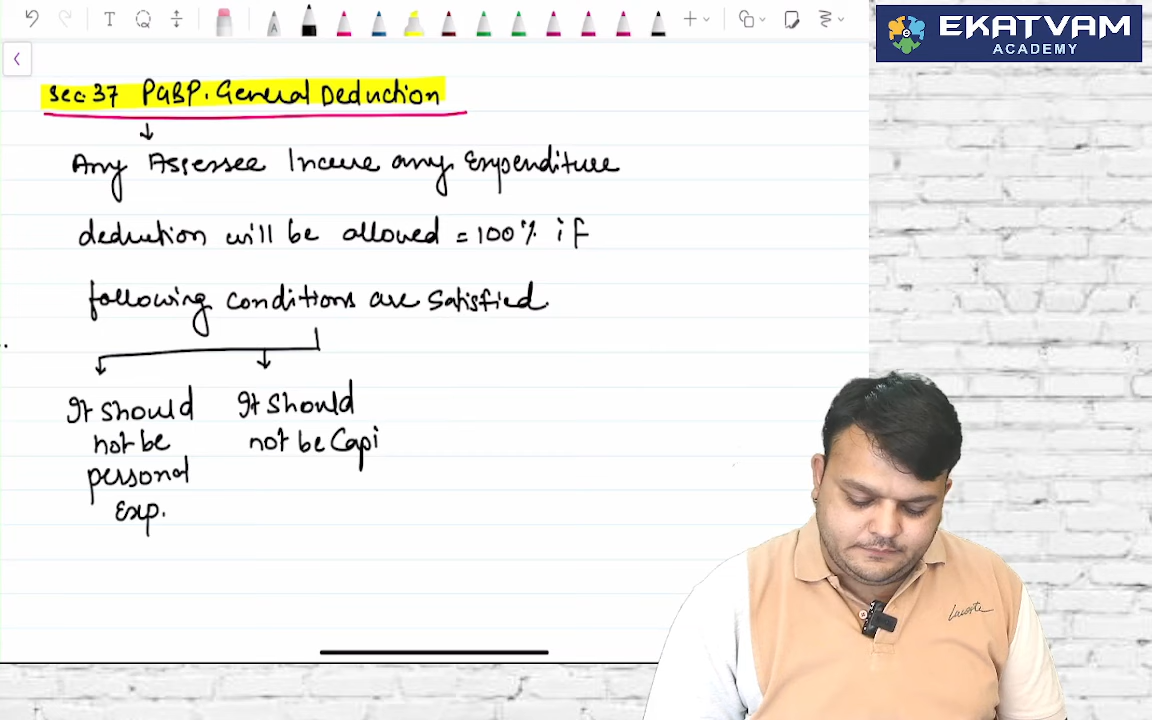 EKATVAM
ACADEMY
Sec 37 PGBP. General Deduction
Any Assessee Incure any Expenditure
deduction will be allowed = 100% if
following conditions are satisfied
It should It should
not be not be Capi
personal
Exp.
Lacoste